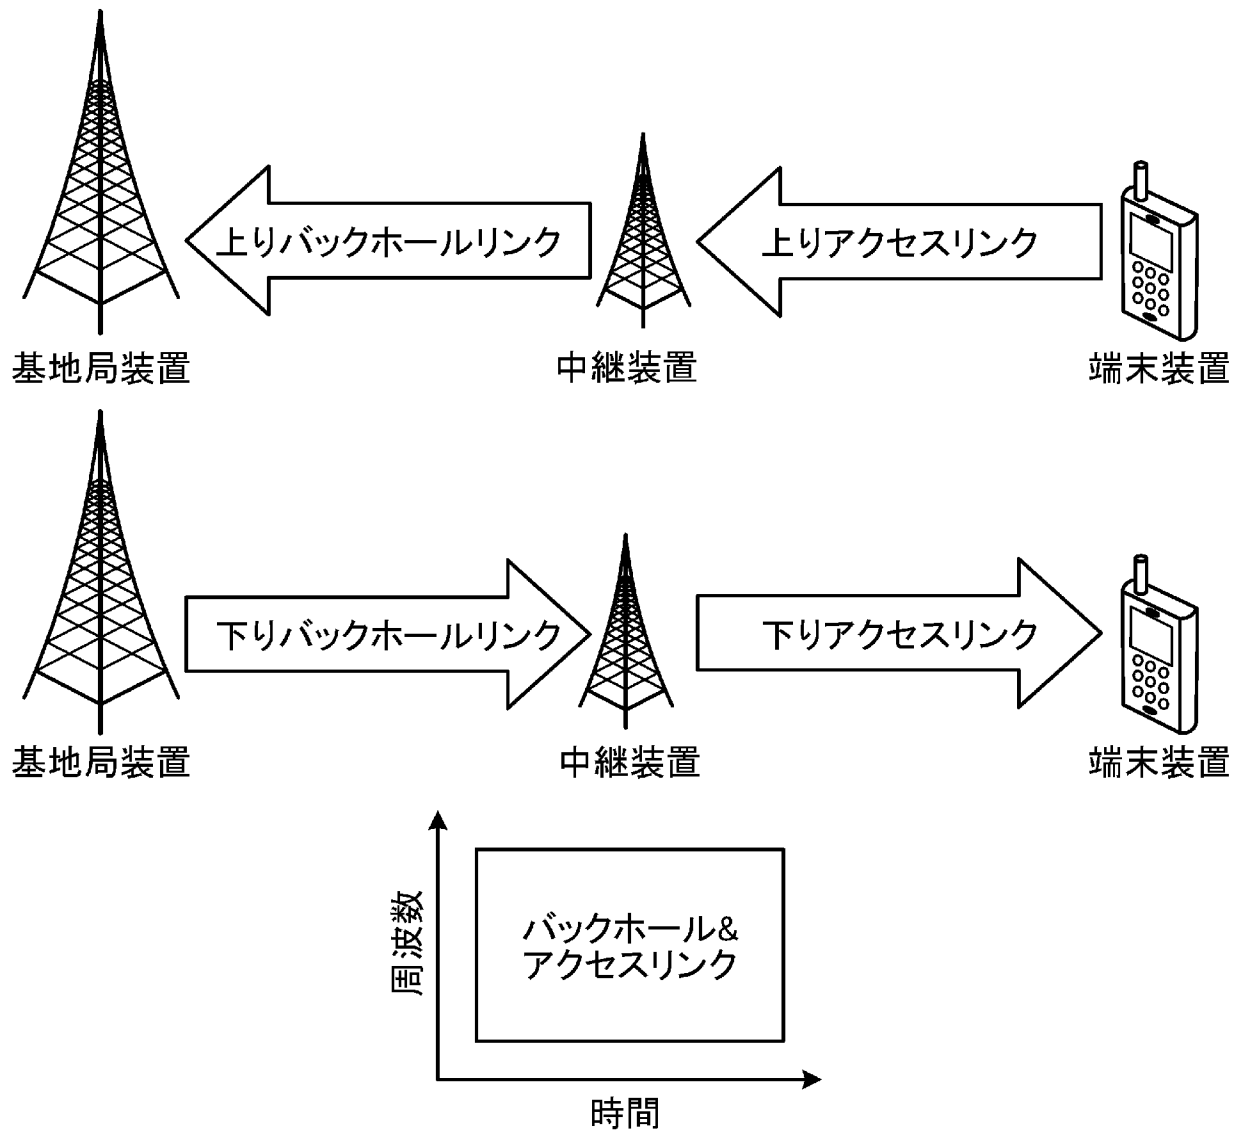 上りバックホールリンク
上りアクセスリンク
基地局装置
中継装置
端末装置
下りバックホールリンク
下りアクセスリンク
基地局装置
中継装置
端末装置
周波数
バックホール&
アクセスリンク
時間